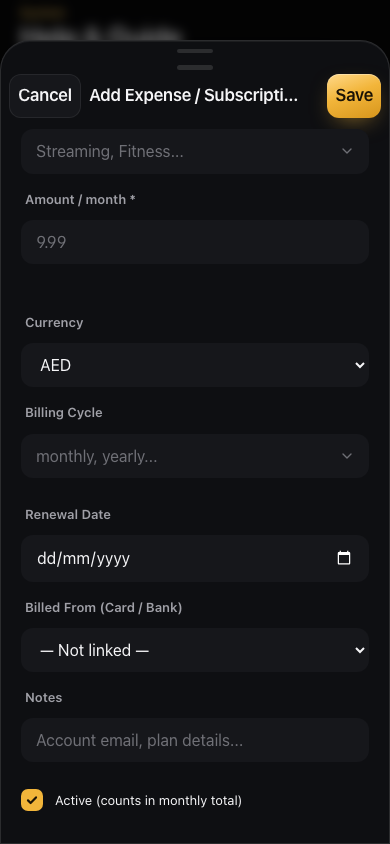 Cancel
Add Expense / Subscripti...
Save
Streaming, Fitness...
Amount / month *
9.99
Currency
AED
Billing Cycle
monthly, yearly...
Renewal Date
dd/mm/yyyy
Billed From (Card / Bank)
— Not linked —
Notes
Account email, plan details...
Active (counts in monthly total)